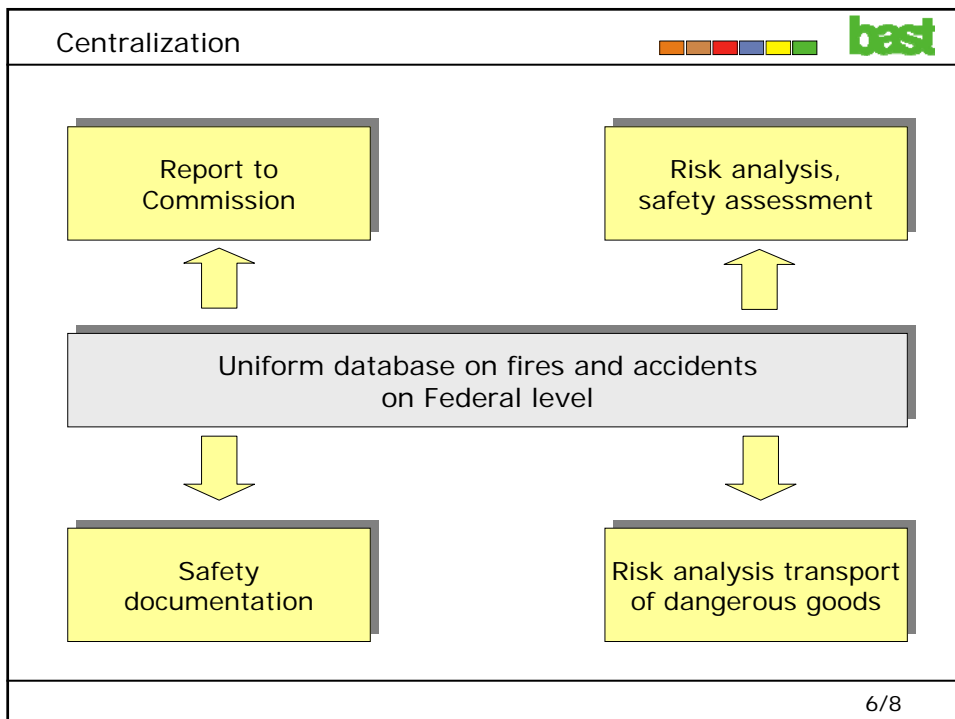 Centralization
bast
Report to
Commission
Risk analysis,
safety assessment
Uniform database on fires and accidents
on Federal level
Safety
documentation
Risk analysis transport
of dangerous goods
6/8